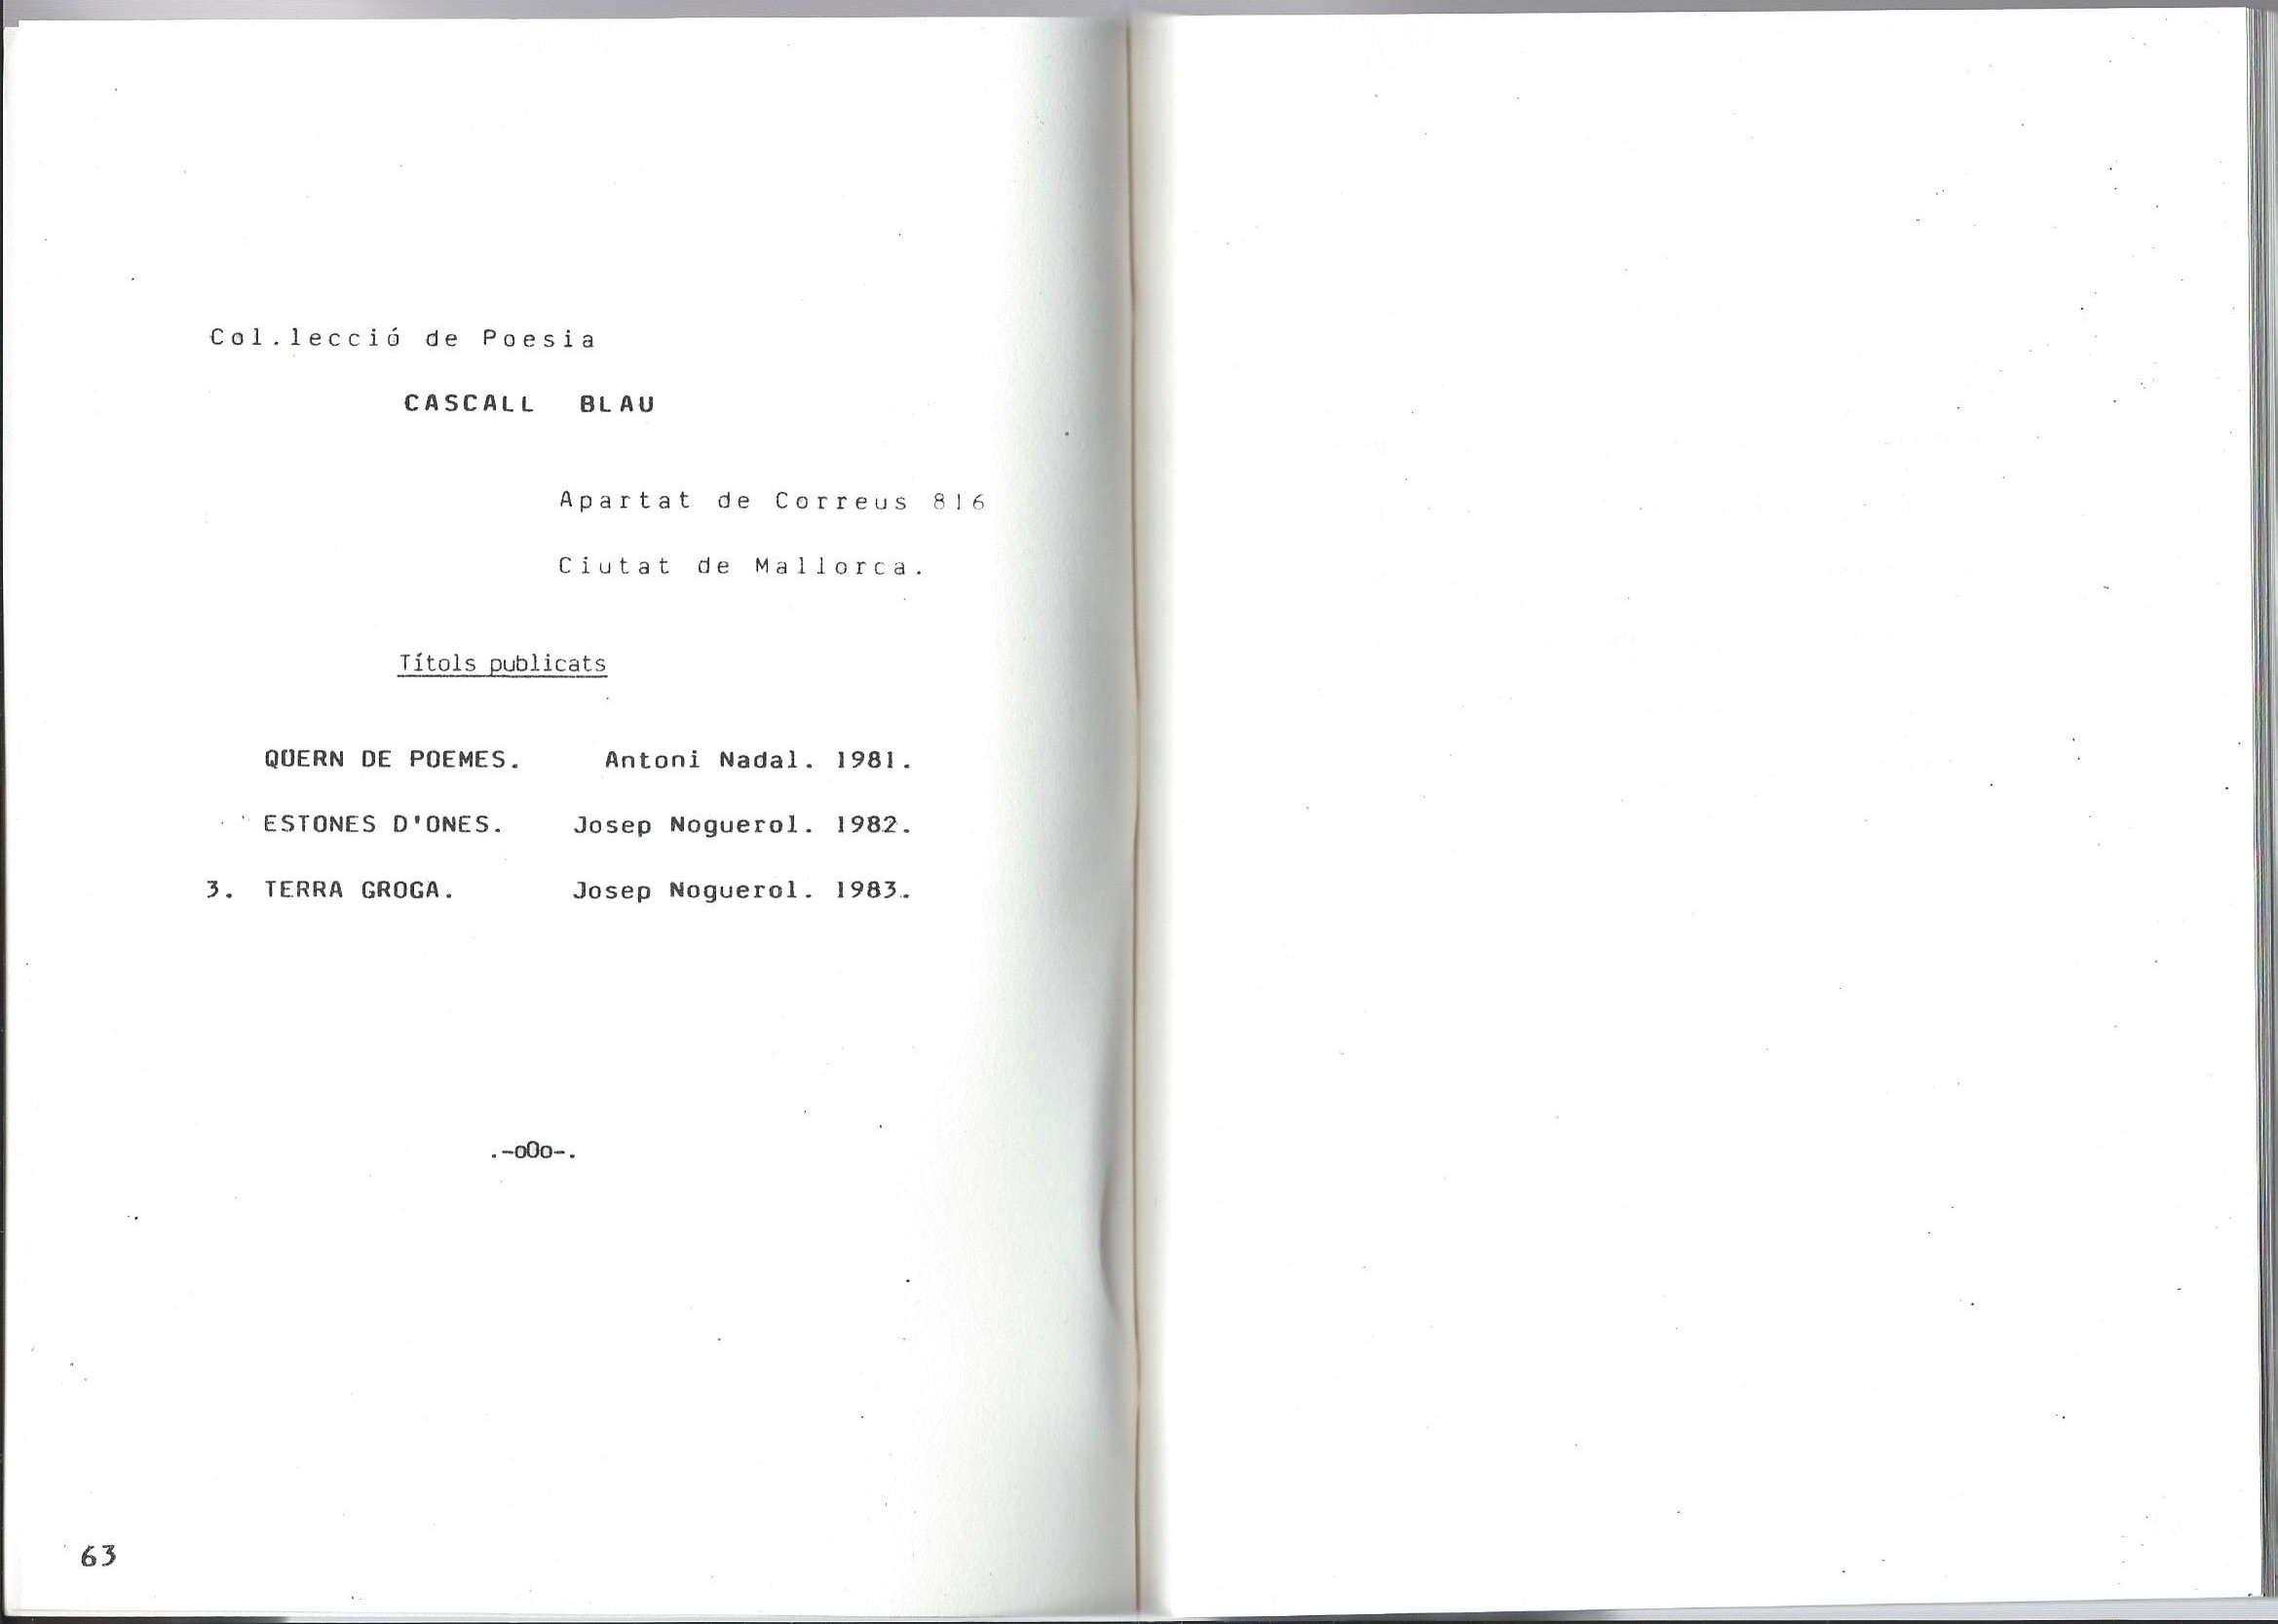 Col.lecció de Poesia
CASCALL BLAU
Apartat de Correus 816
Ciutat de Mallorca.
Títols publicats
QUERN DE POEMES. Antoni Nadal. 1981.
ESTONES D'ONES. Josep Noguerol. 1982.
3. TERRA GROGA. Josep Noguerol. 1983.
.-oOo-.
63